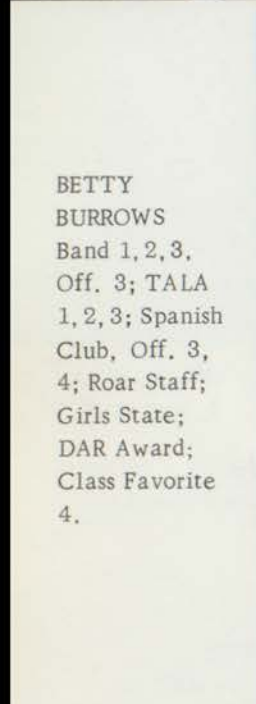 BETTY
BURROWS
Band 1, 2, 3,
Off. 3; TALA
1, 2, 3; Spanish
Club, Off. 3,
4; Roar Staff;
Girls State;
DAR Award;
Class Favorite
4.